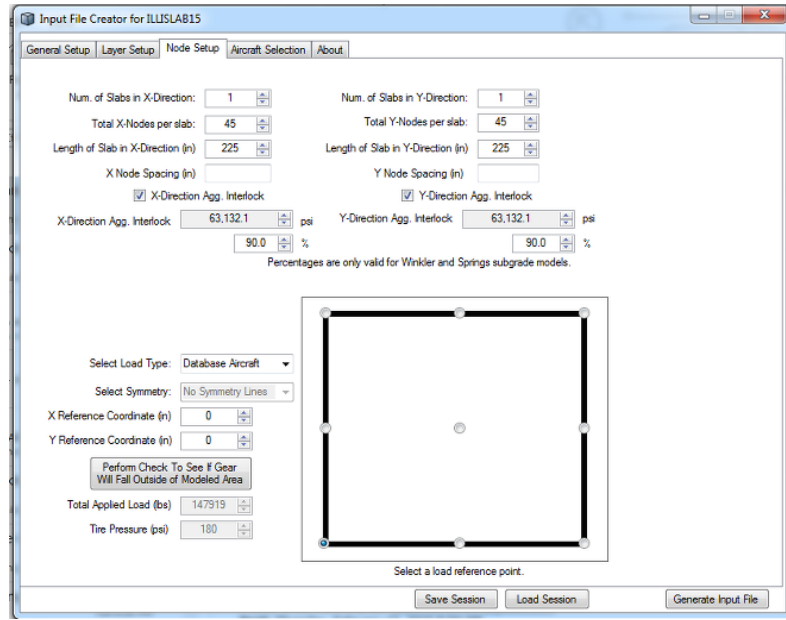 Input File Creator for ILLISLAB15
General Setup Layer Setup Node Setup Aircraft Selection About
Num. of Slabs in X-Direction: 1 Num. of Slabs in Y-Direction: 1
Total X-Nodes per slab: 45 Total Y-Nodes per slab: 45
Length of Slab in X-Direction (in) 225 Length of Slab in Y-Direction (in) 225
X Node Spacing (in) Y Node Spacing (in)
X-Direction Agg. Interlock Y-Direction Agg. Interlock
X-Direction Agg. Interlock 63,132.1 psi Y-Direction Agg. Interlock 63,132.1 psi
90.0 % 90.0 %
Percentages are only valid for Winkler and Springs subgrade models.
Select Load Type: Database Aircraft
Select Symmetry: No Symmetry Lines
X Reference Coordinate (in) 0
Y Reference Coordinate (in) 0
Perform Check To See If Gear
Will Fall Outside of Modeled Area
Total Applied Load (lbs) 147919
Tire Pressure (psi) 180
Select a load reference point.
Save Session Load Session Generate Input File